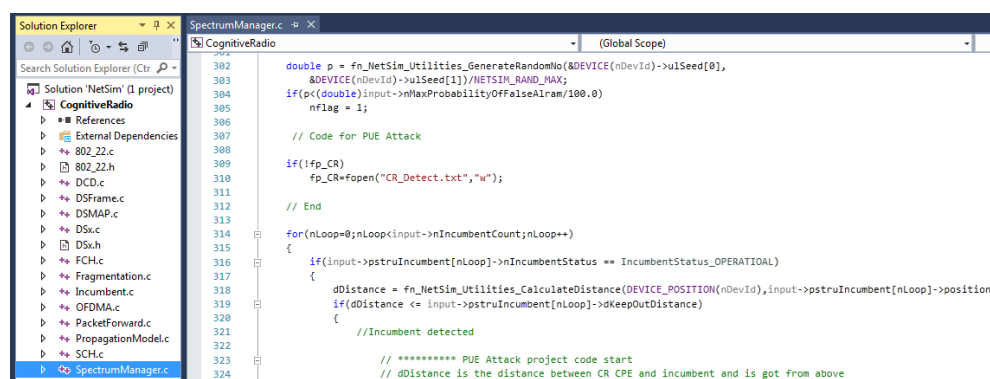 Solution Explorer
SpectrumManager.c
CognitiveRadio
(Global Scope)
Search Solution Explorer (Ctr
Solution 'NetSim' (1 project)
CognitiveRadio
References
External Dependencies
802_22.c
802_22.h
DCD.c
DSFrame.c
DSMAP.c
DSx.c
DSx.h
FCH.c
Fragmentation.c
Incumbent.c
OFDMA.c
PacketForward.c
PropagationModel.c
SCH.c
SpectrumManager.c
302 double p = fn_NetSim_Utilities_GenerateRandomNo(&DEVICE(nDevId)->ulSeed[0],
303 &DEVICE(nDevId)->ulSeed[1])/NETSIM_RAND_MAX;
304 if(p<(double)input->nMaxProbabilityOfFalseAlram/100.0)
305 nflag = 1;
306
307 // Code for PUE Attack
308
309 if(!fp_CR)
310 fp_CR=fopen("CR_Detect.txt","w");
311
312 // End
313
314 for(nLoop=0;nLoop<input->nIncumbentCount;nLoop++)
315 {
316 if(input->pstruIncumbent[nLoop]->nIncumbentStatus == IncumbentStatus_OPERATIOAL)
317 {
318 dDistance = fn_NetSim_Utilities_CalculateDistance(DEVICE_POSITION(nDevId),input->pstruIncumbent[nLoop]->position
319 if(dDistance <= input->pstruIncumbent[nLoop]->dKeepOutDistance)
320 {
321 //Incumbent detected
322
323 // ********** PUE Attack project code start
324 // dDistance is the distance between CR CPE and incumbent and is got from above